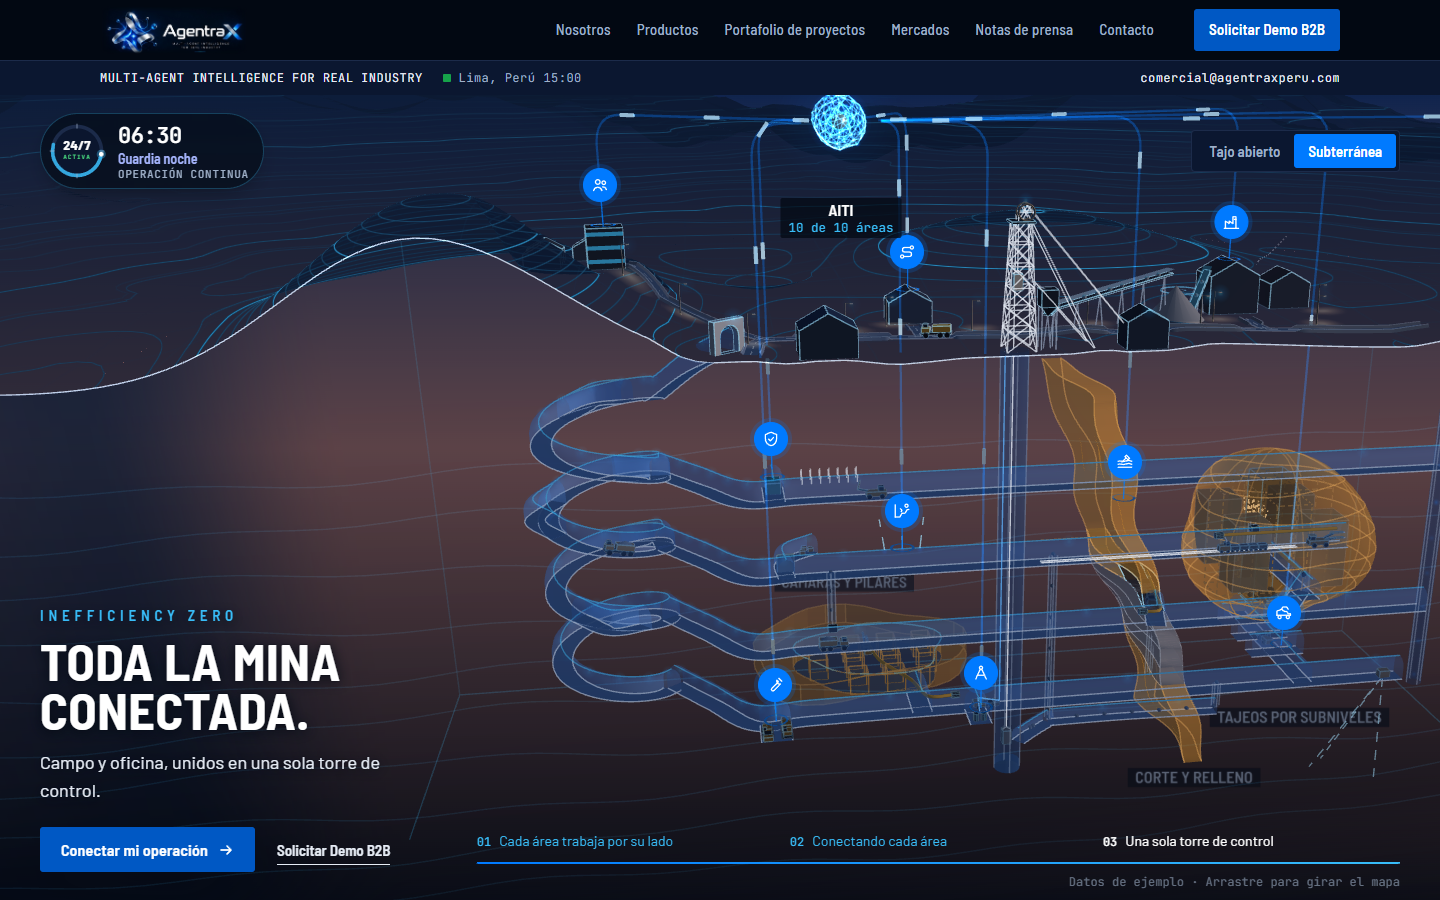 AgentraX
Nosotros
Productos
Portafolio de proyectos
Mercados
Notas de prensa
Contacto
Solicitar Demo B2B
MULTI-AGENT INTELLIGENCE FOR REAL INDUSTRY
Lima, Perú 15:00
comercial@agentraxperu.com
24/7
ACTIVA
06:30
Guardia noche
OPERACIÓN CONTINUA
Tajo abierto
Subterránea
AITI
10 de 10 áreas
CÁMARAS Y PILARES
TAJEOS POR SUBNIVELES
CORTE Y RELLENO
INEFFICIENCY ZERO
TODA LA MINA
CONECTADA.
Campo y oficina, unidos en una sola torre de
control.
Conectar mi operación
Solicitar Demo B2B
01 Cada área trabaja por su lado
02 Conectando cada área
03 Una sola torre de control
Datos de ejemplo · Arrastre para girar el mapa